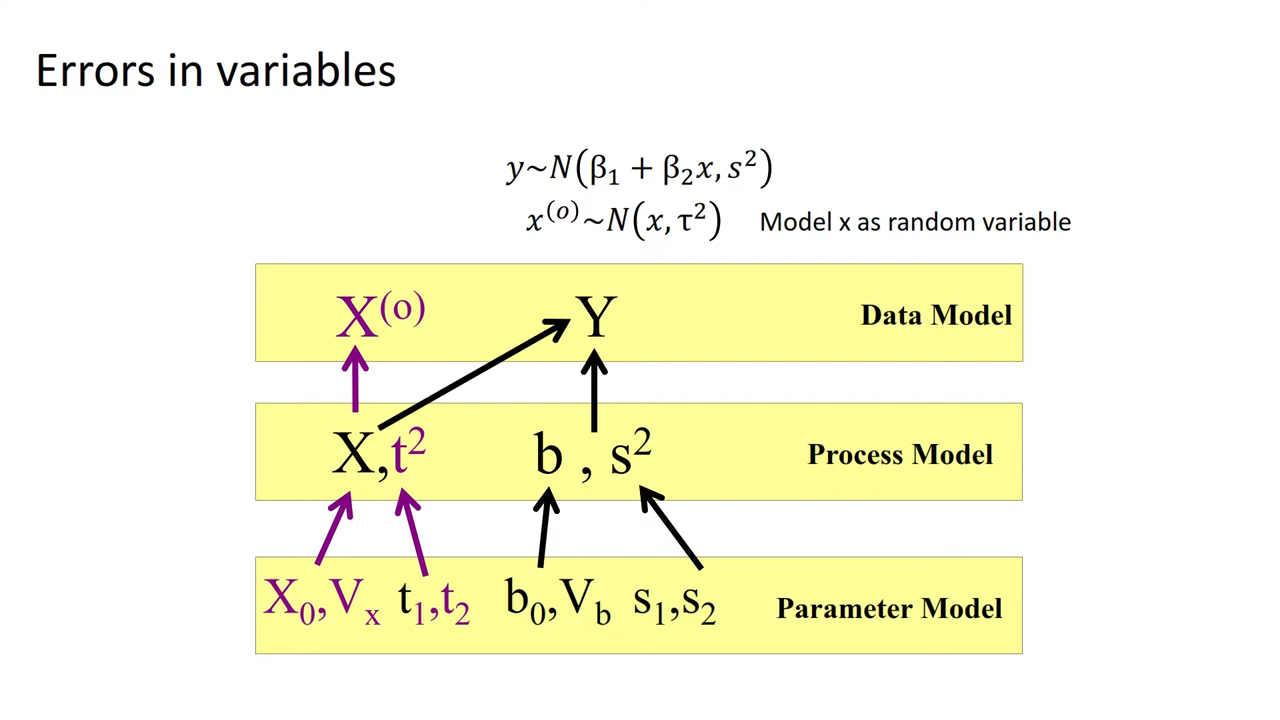 Errors in variables
y~N(β₁ + β₂x, s²)
x⁽ᵒ⁾~N(x, τ²) Model x as random variable
X⁽ᵒ⁾ Y Data Model
X,t² b , s² Process Model
X₀,Vₓ t₁,t₂ b₀,V_b s₁,s₂ Parameter Model